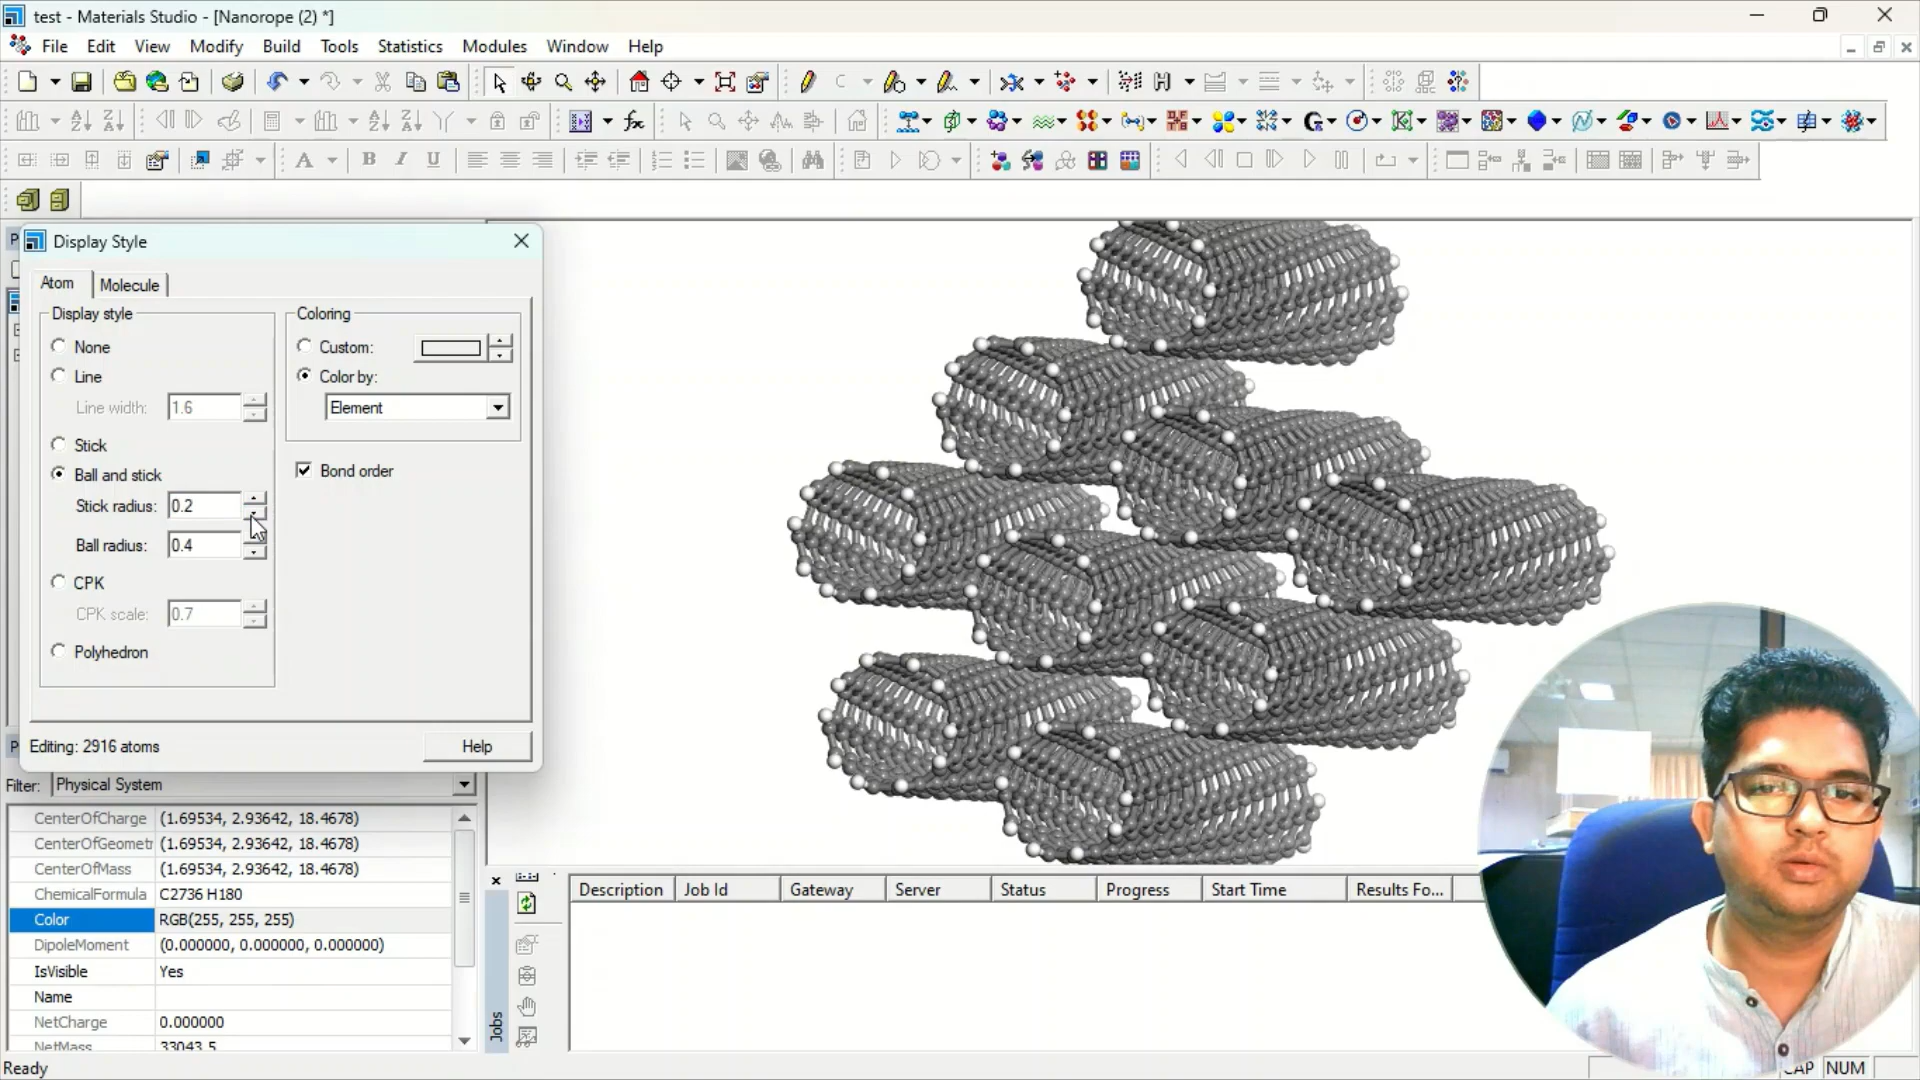 test - Materials Studio - [Nanorope (2) *]
File Edit View Modify Build Tools Statistics Modules Window Help
Display Style
Atom Molecule
Display style
None
Line
Line width: 1.6
Stick
Ball and stick
Stick radius: 0.2
Ball radius: 0.4
CPK
CPK scale: 0.7
Polyhedron
Coloring
Custom:
Color by:
Element
Bond order
Editing: 2916 atoms
Help
Filter: Physical System
CenterOfCharge (1.69534, 2.93642, 18.4678)
CenterOfGeometr (1.69534, 2.93642, 18.4678)
CenterOfMass (1.69534, 2.93642, 18.4678)
ChemicalFormula C2736 H180
Color RGB(255, 255, 255)
DipoleMoment (0.000000, 0.000000, 0.000000)
IsVisible Yes
Name
NetCharge 0.000000
NetMass 33043.5
Jobs
Description Job Id Gateway Server Status Progress Start Time Results Fo...
Ready
CAP NUM